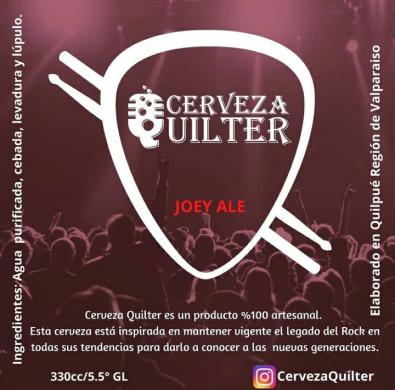 Ingredientes: Agua purificada, cebada, levadura y lúpulo.
CERVEZA
QUILTER
JOEY ALE
Elaborado en Quilpué Región de Valparaiso
Cerveza Quilter es un producto %100 artesanal.
Esta cerveza está inspirada en mantener vigente el legado del Rock en
todas sus tendencias para darlo a conocer a las nuevas generaciones.
330cc/5.5° GL
CervezaQuilter